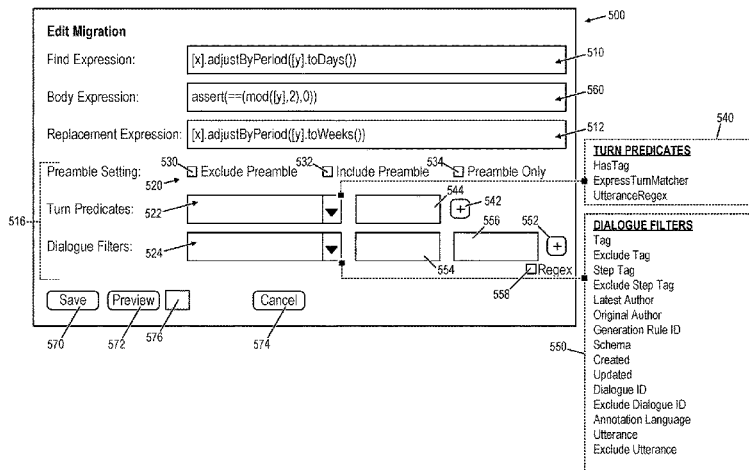 500
Edit Migration
Find Expression: [x].adjustByPeriod([y].toDays()) 510
Body Expression: assert(==(mod([y],2),0)) 560
Replacement Expression: [x].adjustByPeriod([y].toWeeks()) 512
540
516
Preamble Setting: 530 Exclude Preamble 532 Include Preamble 534 Preamble Only
520
Turn Predicates: 522 544 + 542
TURN PREDICATES
HasTag
ExpressTurnMatcher
UtteranceRegex
Dialogue Filters: 524 554 556 + 552
558 Regex
Save Preview Cancel
570 572 576 574
550
DIALOGUE FILTERS
Tag
Exclude Tag
Step Tag
Exclude Step Tag
Latest Author
Original Author
Generation Rule ID
Schema
Created
Updated
Dialogue ID
Exclude Dialogue ID
Annotation Language
Utterance
Exclude Utterance